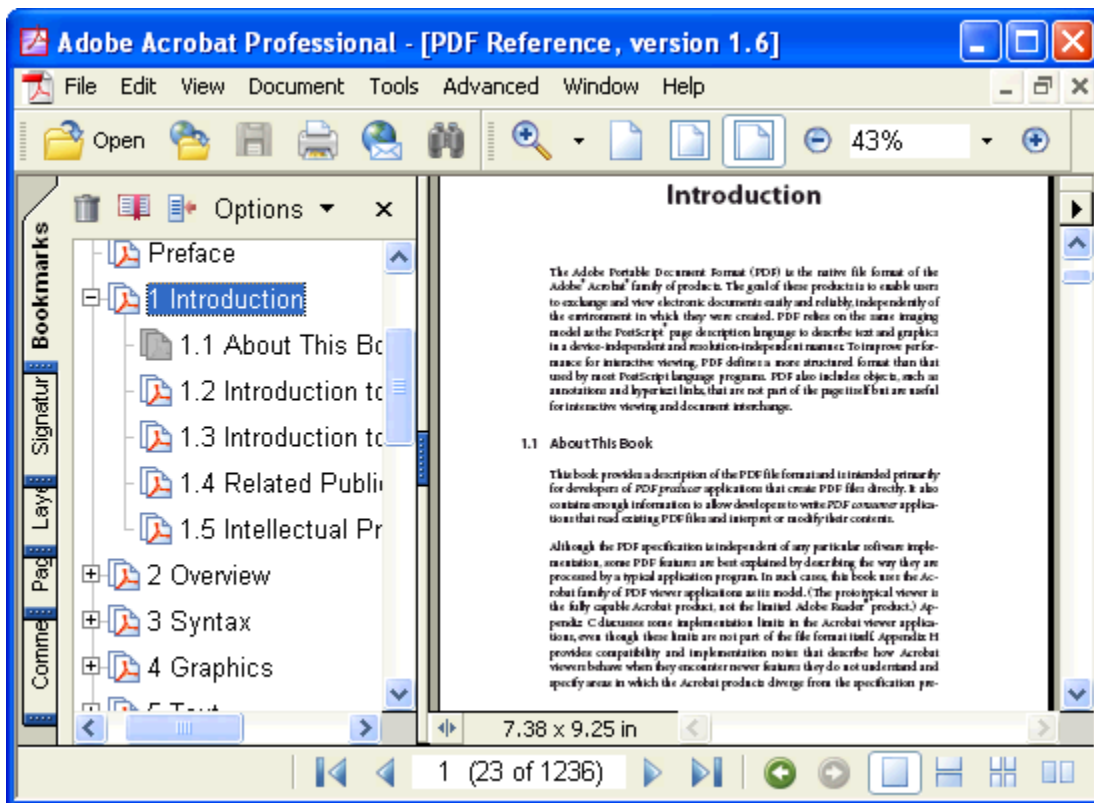 Adobe Acrobat Professional - [PDF Reference, version 1.6]
File Edit View Document Tools Advanced Window Help
Open 43%
Bookmarks
Signatur
Laye
Pag
Comme
Options
Preface
1 Introduction
1.1 About This Bo
1.2 Introduction to
1.3 Introduction to
1.4 Related Public
1.5 Intellectual Pr
2 Overview
3 Syntax
4 Graphics
5 Text
Introduction
The Adobe Portable Document Format (PDF) is the native file format of the
Adobe® Acrobat® family of products. The goal of these products is to enable users
to exchange and view electronic documents easily and reliably, independently of
the environment in which they were created. PDF relies on the same imaging
model as the PostScript® page description language to describe text and graphics
in a device-independent and resolution-independent manner. To improve perfor-
mance for interactive viewing, PDF defines a more structured format than that
used by most PostScript language programs. PDF also includes objects, such as
annotations and hypertext links, that are not part of the page itself but are useful
for interactive viewing and document interchange.
1.1 About This Book
This book provides a description of the PDF file format and is intended primarily
for developers of PDF producer applications that create PDF files directly. It also
contains enough information to allow developers to write PDF consumer applica-
tions that read existing PDF files and interpret or modify their contents.
Although the PDF specification is independent of any particular software imple-
mentation, some PDF features are best explained by describing the way they are
processed by a typical application program. In such cases, this book uses the Ac-
robat family of PDF viewer applications as its model. (The prototypical viewer is
the fully capable Acrobat product, not the limited Adobe Reader® product.) Ap-
pendix C discusses some implementation limits in the Acrobat viewer applica-
tions, even though these limits are not part of the file format itself. Appendix H
provides compatibility and implementation notes that describe how Acrobat
viewers behave when they encounter newer features they do not understand and
specify areas in which the Acrobat products diverge from the specification pre-
7.38 x 9.25 in
1 (23 of 1236)